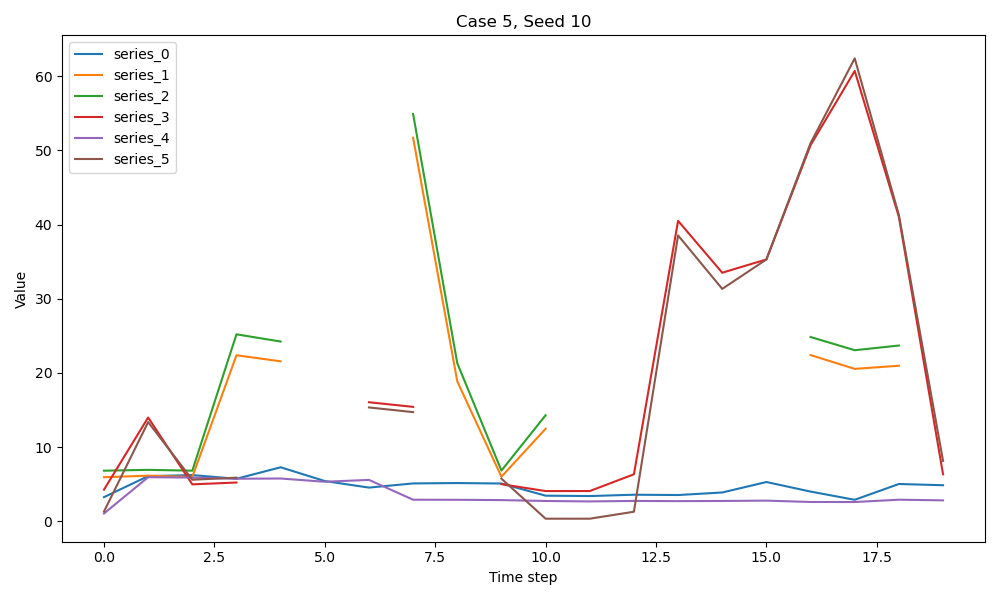 Case 5, Seed 10
series_0
series_1
series_2
series_3
series_4
series_5
Value
60
50
40
30
20
10
0
0.0 2.5 5.0 7.5 10.0 12.5 15.0 17.5
Time step